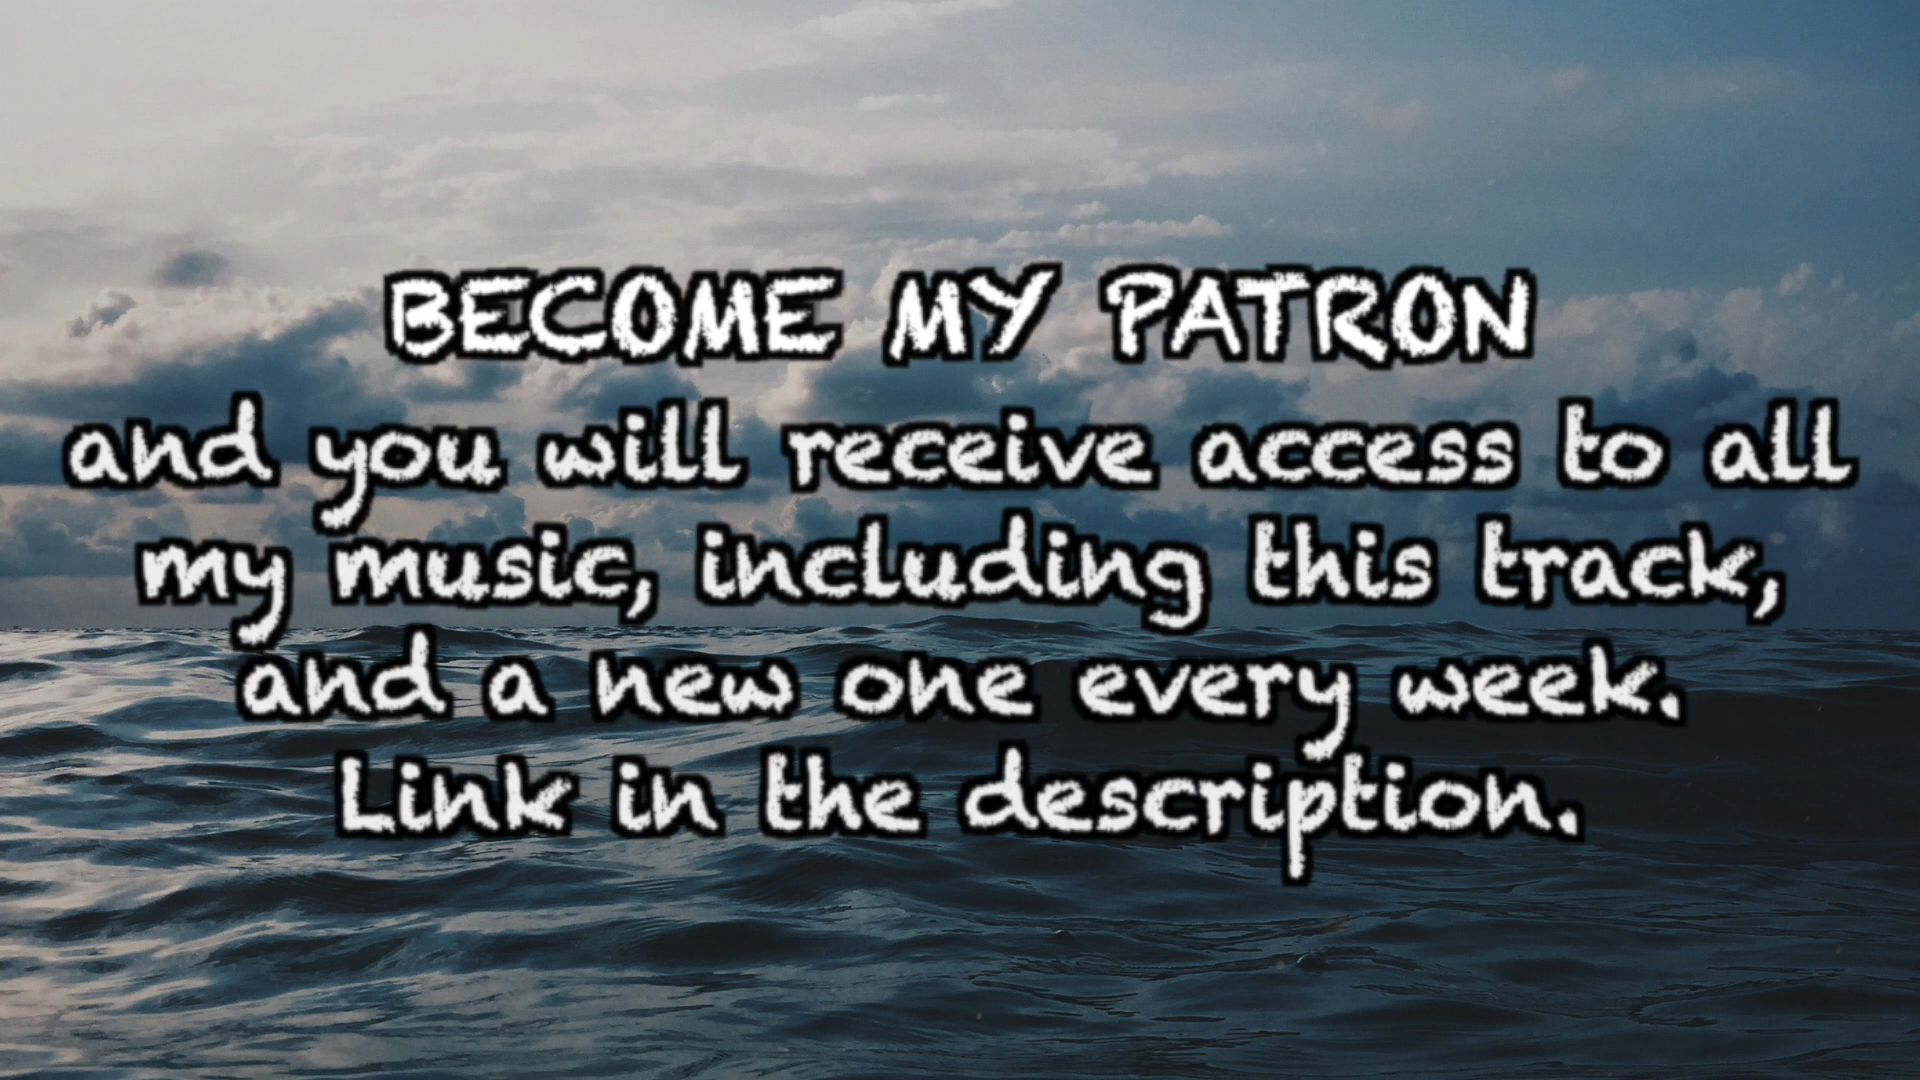 BECOME MY PATRON
and you will receive access to all
my music, including this track,
and a new one every week.
Link in the description.